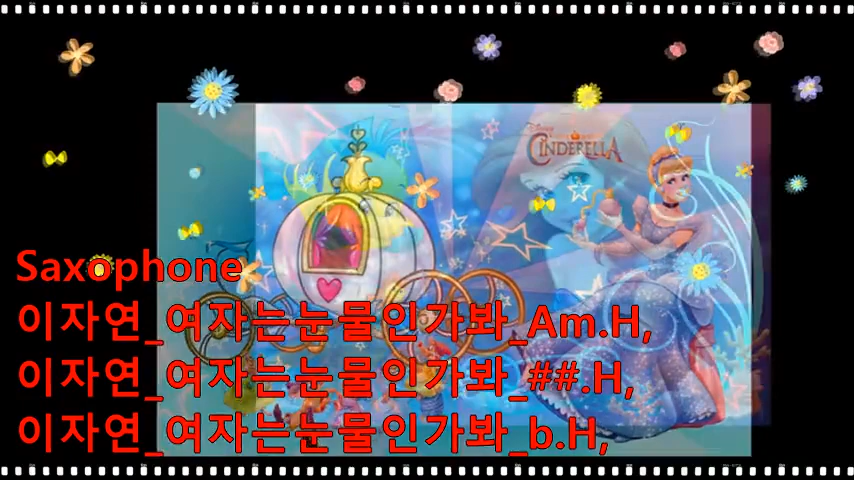 CINDERELLA
Saxophone
이자연_여자는눈물인가봐_Am.H,
이자연_여자는눈물인가봐_##.H,
이자연_여자는눈물인가봐_b.H,